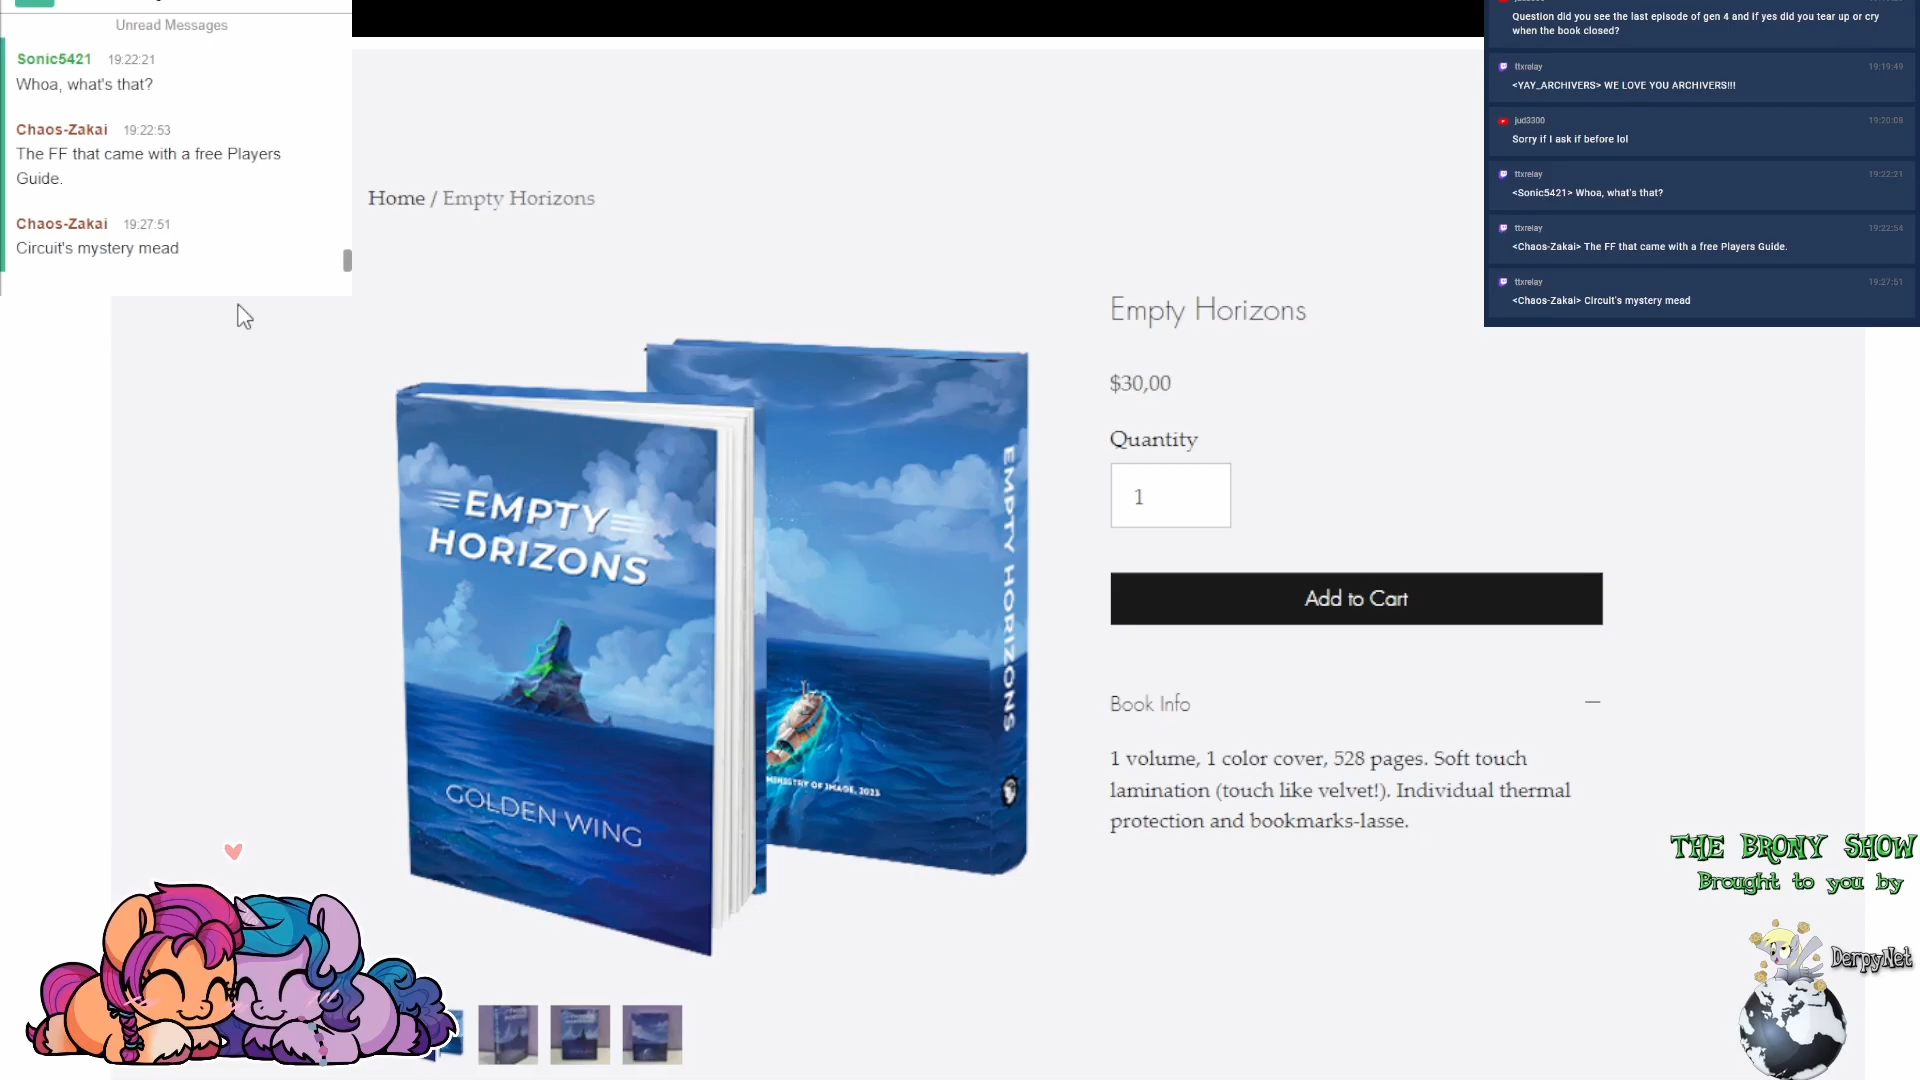 Unread Messages
Sonic5421 19:22:21
Whoa, what's that?
Chaos-Zakai 19:22:53
The FF that came with a free Players
Guide.
Chaos-Zakai 19:27:51
Circuit's mystery mead
Question did you see the last episode of gen 4 and if yes did you tear up or cry
when the book closed?
ttxrelay 19:19:49
<YAY_ARCHIVERS> WE LOVE YOU ARCHIVERS!!!
jud3300 19:20:08
Sorry if I ask if before lol
ttxrelay 19:22:21
<Sonic5421> Whoa, what's that?
ttxrelay 19:22:54
<Chaos-Zakai> The FF that came with a free Players Guide.
ttxrelay 19:27:51
<Chaos-Zakai> Circuit's mystery mead
Home / Empty Horizons
EMPTY
HORIZONS
GOLDEN WING
EMPTY HORIZONS
MINISTRY OF IMAGE, 2023
Empty Horizons
$30,00
Quantity
1
Add to Cart
Book Info
1 volume, 1 color cover, 528 pages. Soft touch
lamination (touch like velvet!). Individual thermal
protection and bookmarks-lasse.
THE BRONY SHOW
Brought to you by
DerpyNet